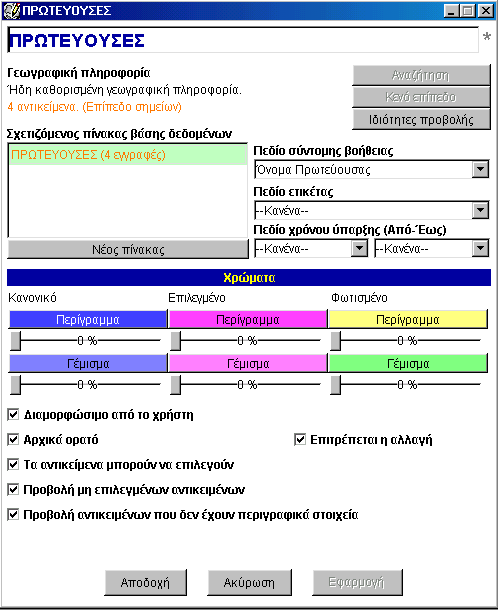 ΠΡΩΤΕΥΟΥΣΕΣ
ΠΡΩΤΕΥΟΥΣΕΣ *
Γεωγραφική πληροφορία
Ήδη καθορισμένη γεωγραφική πληροφορία.
4 αντικείμενα. (Επίπεδο σημείων)
Αναζήτηση
Κενό επίπεδο
Ιδιότητες προβολής
Σχετιζόμενος πίνακας βάσης δεδομένων
ΠΡΩΤΕΥΟΥΣΕΣ (4 εγγραφές)
Νέος πίνακας
Πεδίο σύντομης βοήθειας
Όνομα Πρωτεύουσας
Πεδίο ετικέτας
--Κανένα--
Πεδίο χρόνου ύπαρξης (Από-Έως)
--Κανένα-- --Κανένα--
Χρώματα
Κανονικό Επιλεγμένο Φωτισμένο
Περίγραμμα Περίγραμμα Περίγραμμα
0 % 0 % 0 %
Γέμισμα Γέμισμα Γέμισμα
0 % 0 % 0 %
Διαμορφώσιμο από το χρήστη
Αρχικά ορατό Επιτρέπεται η αλλαγή
Τα αντικείμενα μπορούν να επιλεγούν
Προβολή μη επιλεγμένων αντικειμένων
Προβολή αντικειμένων που δεν έχουν περιγραφικά στοιχεία
Αποδοχή Ακύρωση Εφαρμογή